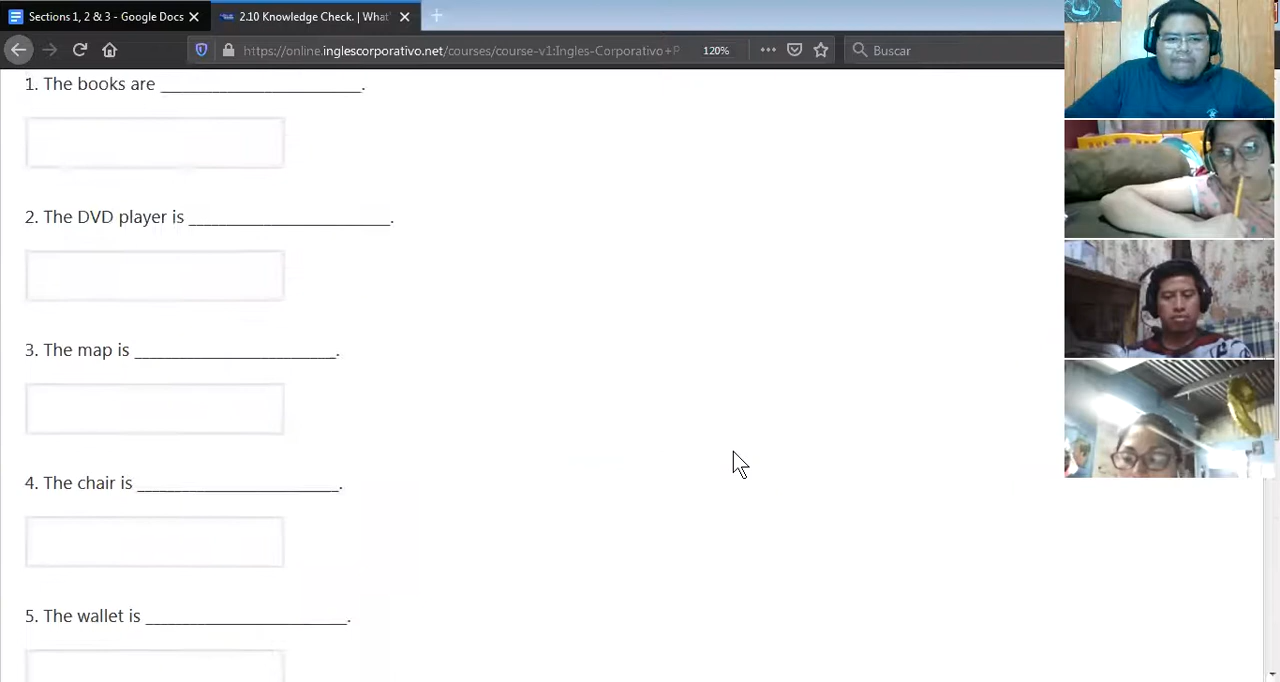 Sections 1, 2 & 3 - Google Docs
2.10 Knowledge Check. | What'
https://online.inglescorporativo.net/courses/course-v1:Ingles-Corporativo+P
120%
Buscar
1. The books are ______________________.
2. The DVD player is ______________________.
3. The map is ______________________.
4. The chair is ______________________.
5. The wallet is ______________________.